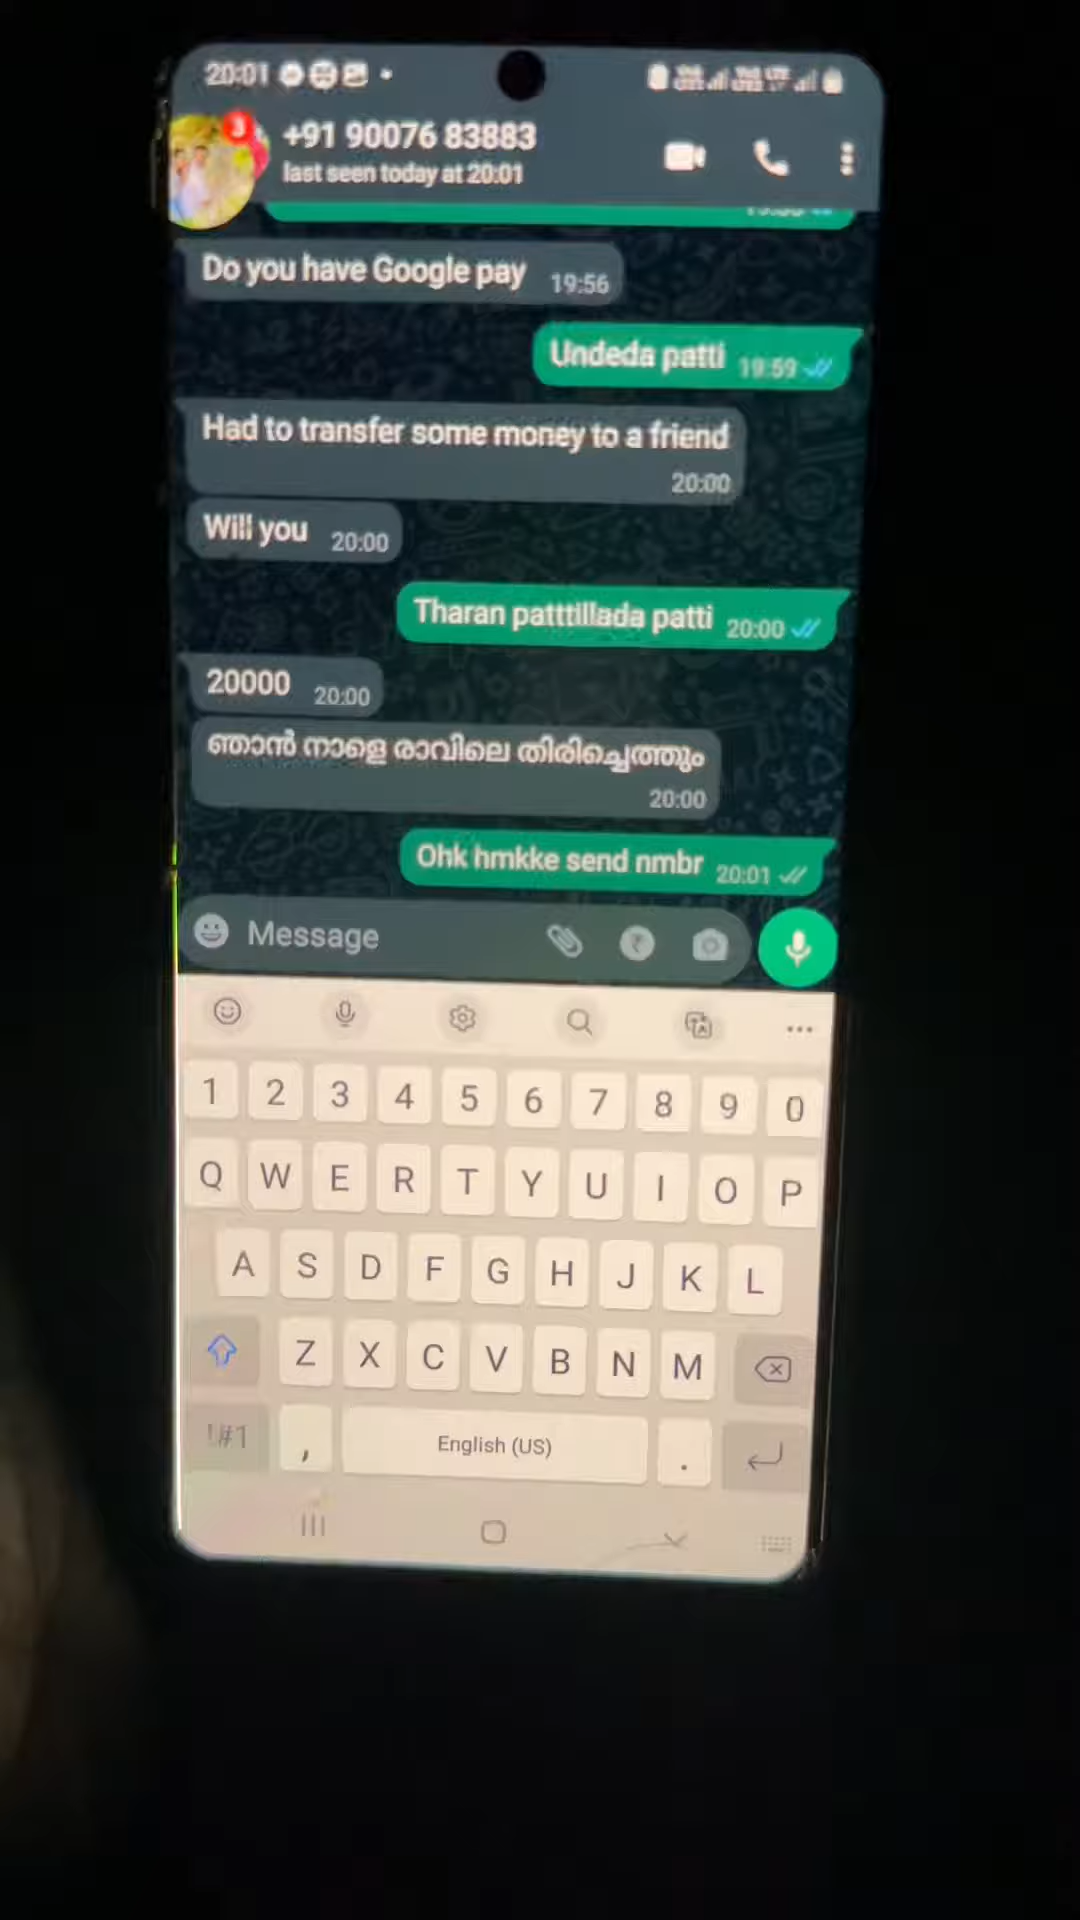 20:01
3
+91 90076 83883
last seen today at 20:01
Do you have Google pay 19:56
Undeda patti 19:59
Had to transfer some money to a friend
20:00
Will you 20:00
Tharan patttillada patti 20:00
20000 20:00
ഞാൻ നാളെ രാവിലെ തിരിച്ചെത്തും
20:00
Ohk hmkke send nmbr 20:01
Message
1 2 3 4 5 6 7 8 9 0
Q W E R T Y U I O P
A S D F G H J K L
Z X C V B N M
!#1 , English (US) .